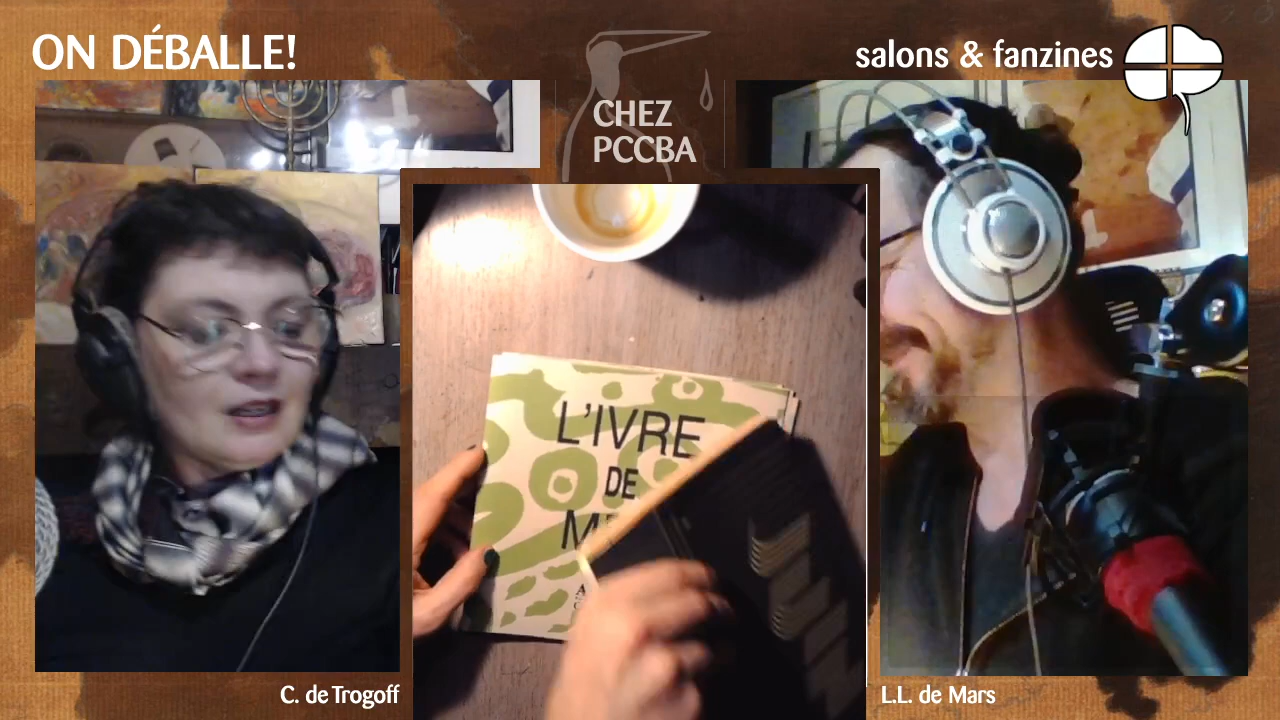 ON DÉBALLE!
salons & fanzines
CHEZ
PCCBA
L'IVRE
DE
C. de Trogoff
L.L. de Mars